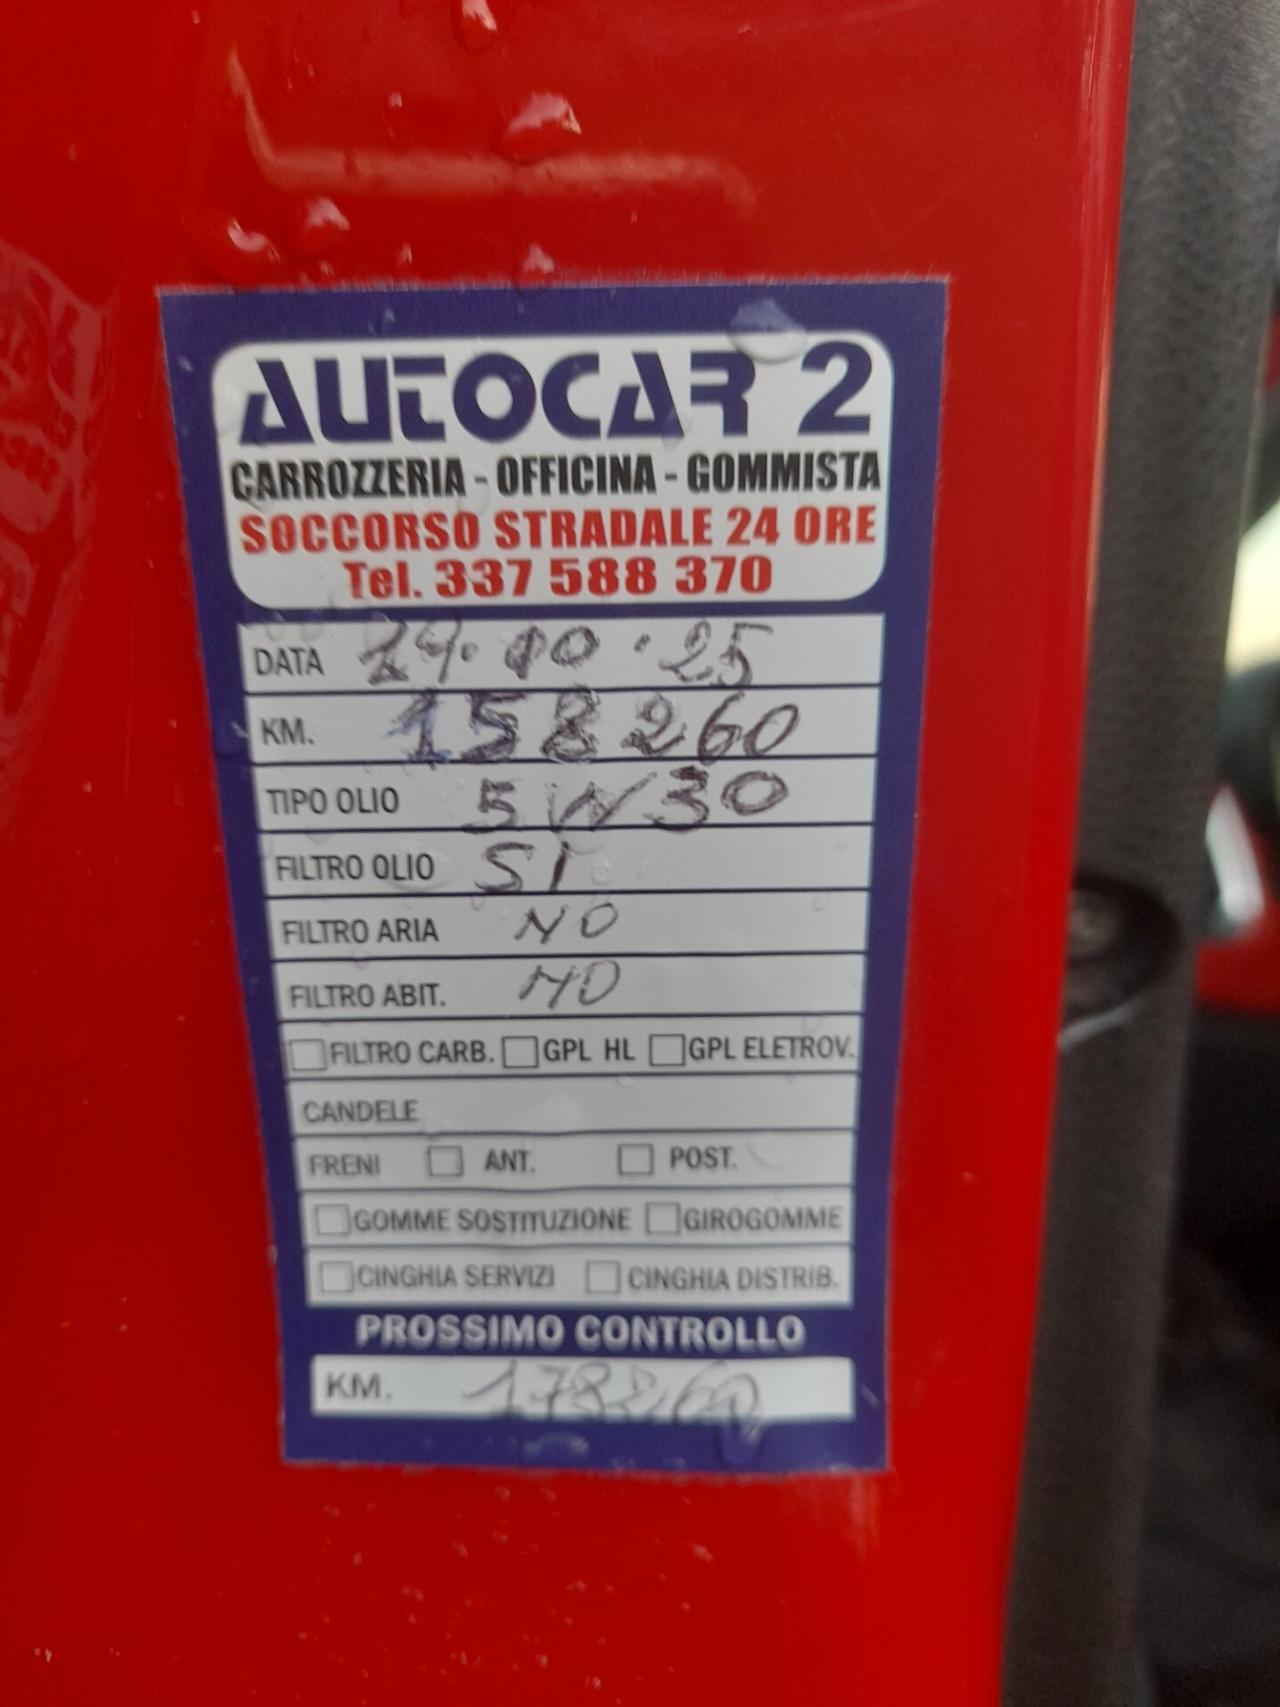 AUTOCAR 2
CARROZZERIA - OFFICINA - GOMMISTA
SOCCORSO STRADALE 24 ORE
Tel. 337 588 370
DATA 29.10.25
KM. 158260
TIPO OLIO 5W30
FILTRO OLIO SI
FILTRO ARIA NO
FILTRO ABIT. NO
FILTRO CARB. GPL HL GPL ELETROV.
CANDELE
FRENI ANT. POST.
GOMME SOSTITUZIONE GIROGOMME
CINGHIA SERVIZI CINGHIA DISTRIB.
PROSSIMO CONTROLLO
KM. 178260